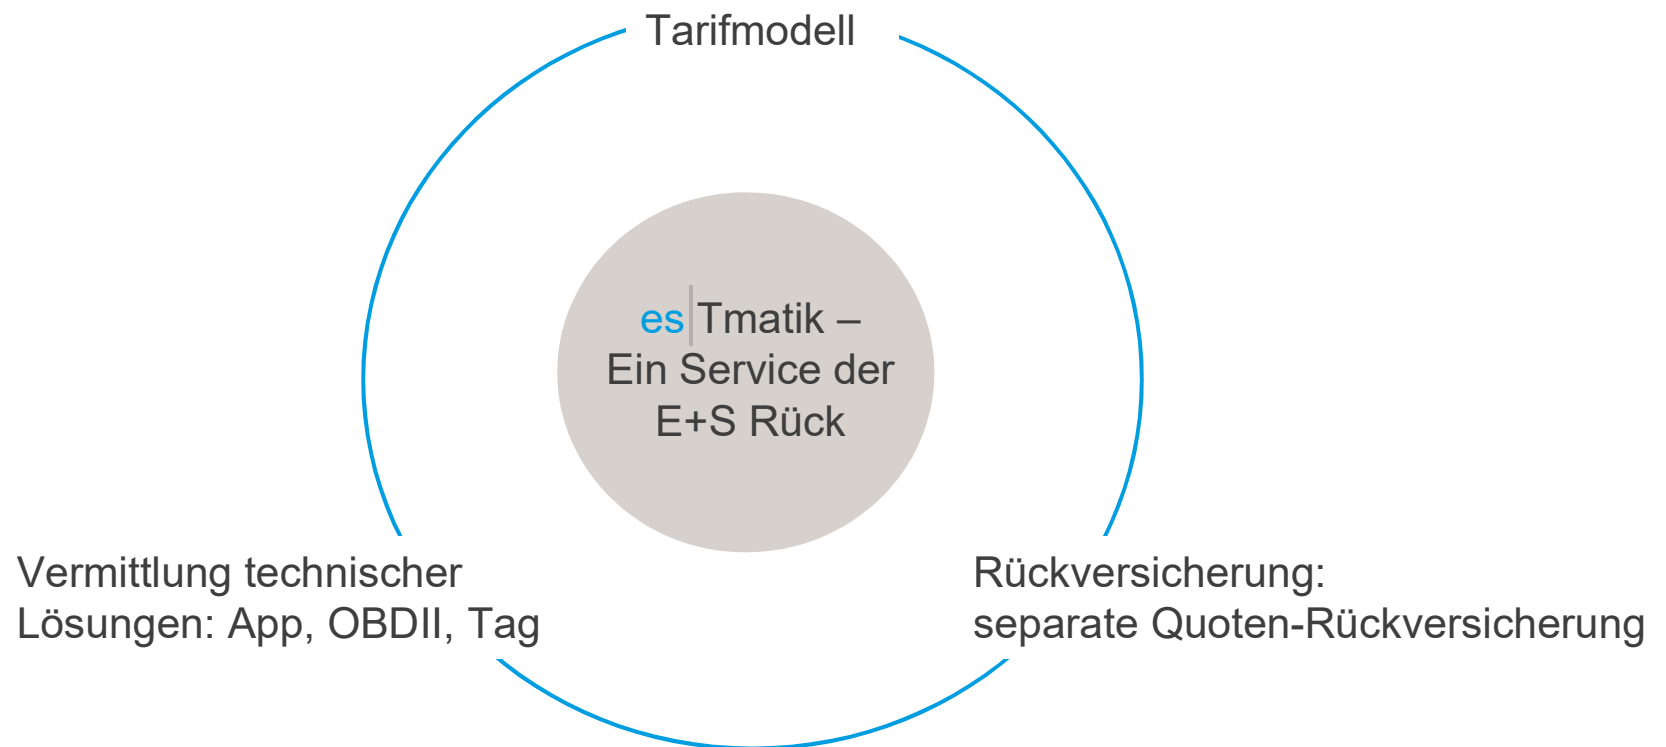 Tarifmodell
es|Tmatik –
Ein Service der
E+S Rück
Vermittlung technischer
Lösungen: App, OBDII, Tag
Rückversicherung:
separate Quoten-Rückversicherung